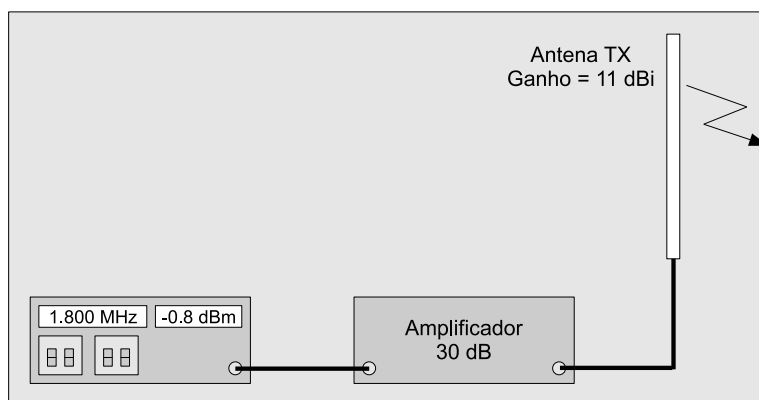 Antena TX
Ganho = 11 dBi
1.800 MHz
-0.8 dBm
Amplificador
30 dB